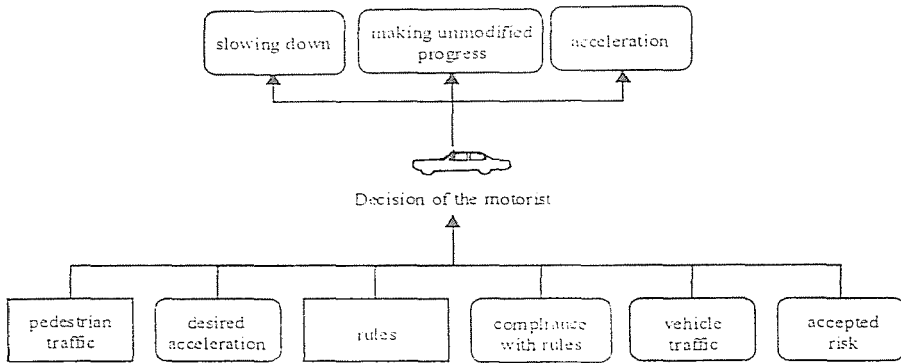 slowing down
making unmodified
progress
acceleration
Decision of the motorist
pedestrian
traffic
desired
acceleration
rules
compliance
with rules
vehicle
traffic
accepted
risk